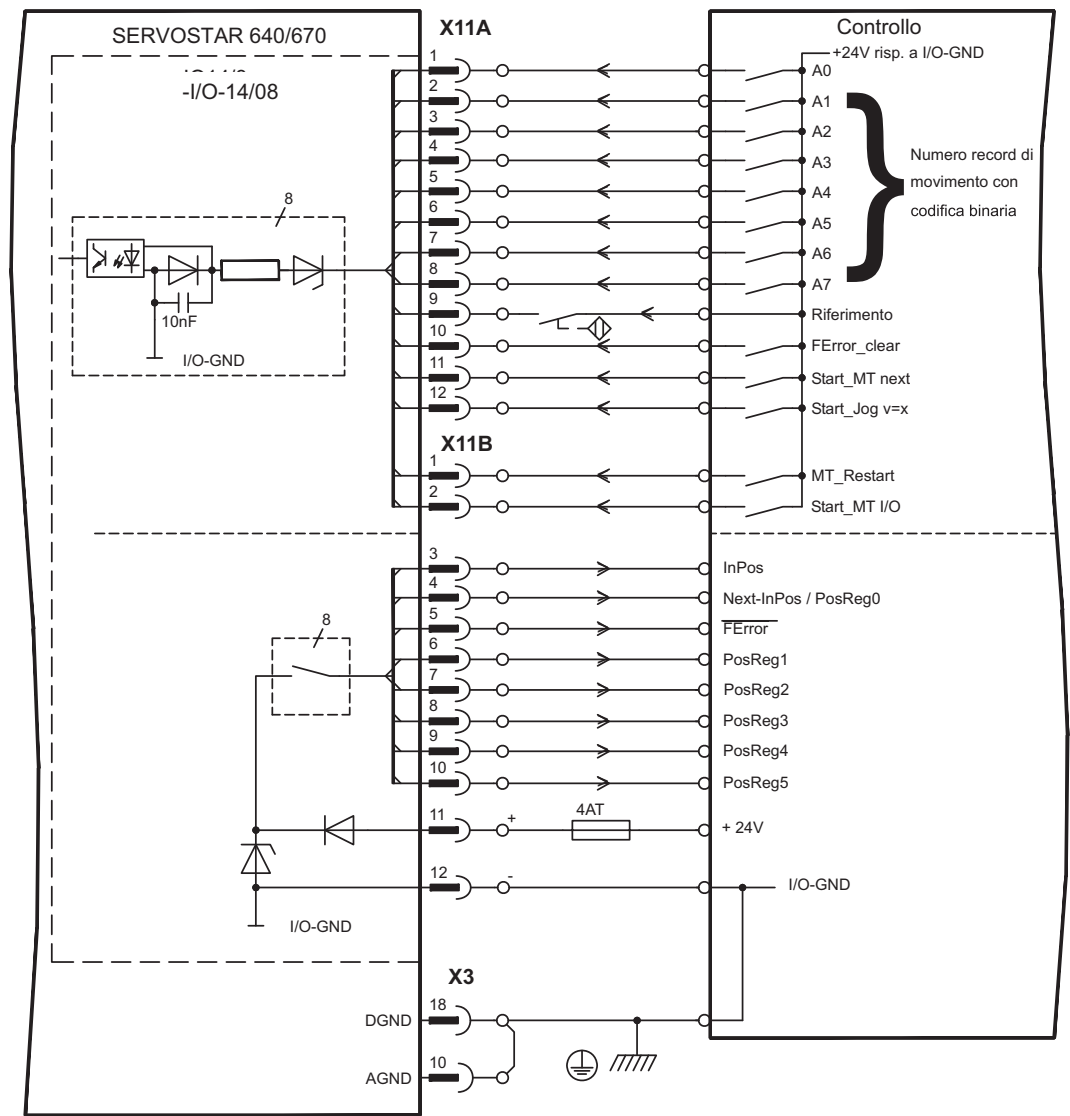 SERVOSTAR 640/670
X11A
Controllo
-I/O-14/08
+24V risp. a I/O-GND
1
A0
2
A1
3
A2
4
A3
5
A4
6
A5
7
A6
8
A7
Numero record di
movimento con
codifica binaria
8
10nF
I/O-GND
9
Riferimento
10
FError_clear
11
Start_MT next
12
Start_Jog v=x
X11B
1
MT_Restart
2
Start_MT I/O
3
InPos
4
Next-InPos / PosReg0
5
FError
6
PosReg1
7
PosReg2
8
PosReg3
9
PosReg4
10
PosReg5
8
11
+
4AT
+ 24V
12
-
I/O-GND
I/O-GND
X3
DGND
18
AGND
10